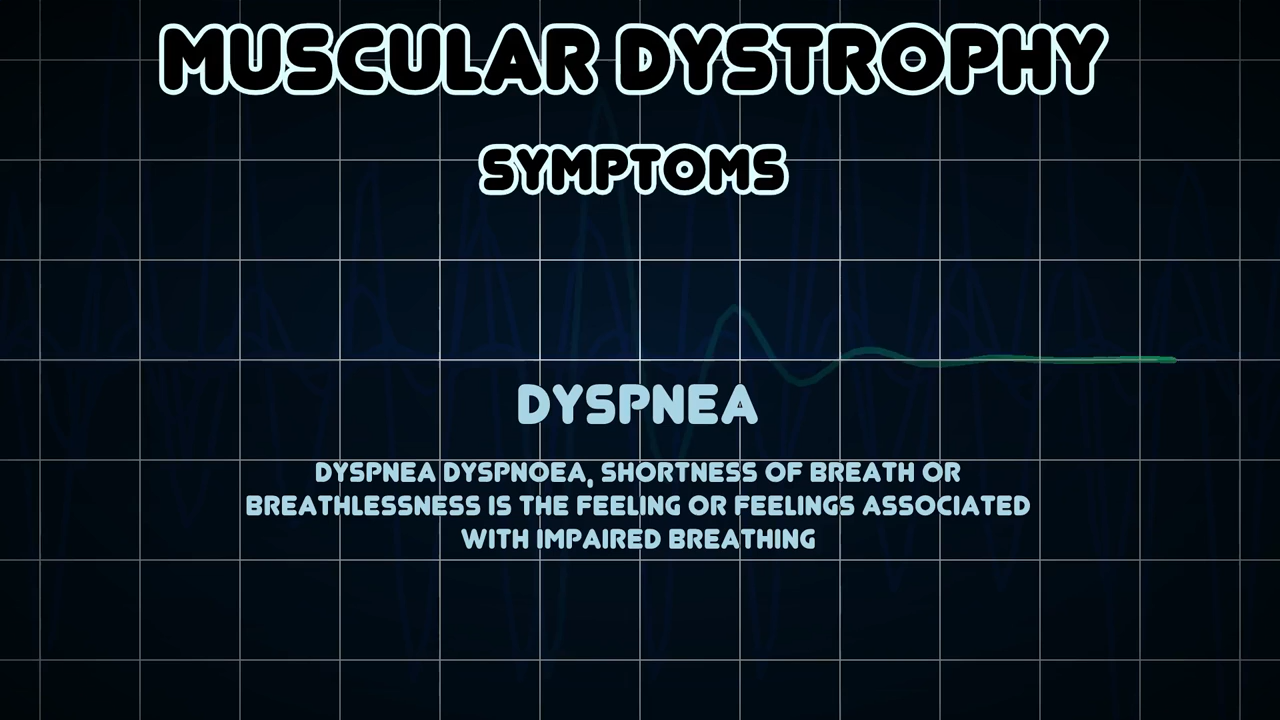 MUSCULAR DYSTROPHY
SYMPTOMS
DYSPNEA
DYSPNEA DYSPNOEA, SHORTNESS OF BREATH OR
BREATHLESSNESS IS THE FEELING OR FEELINGS ASSOCIATED
WITH IMPAIRED BREATHING